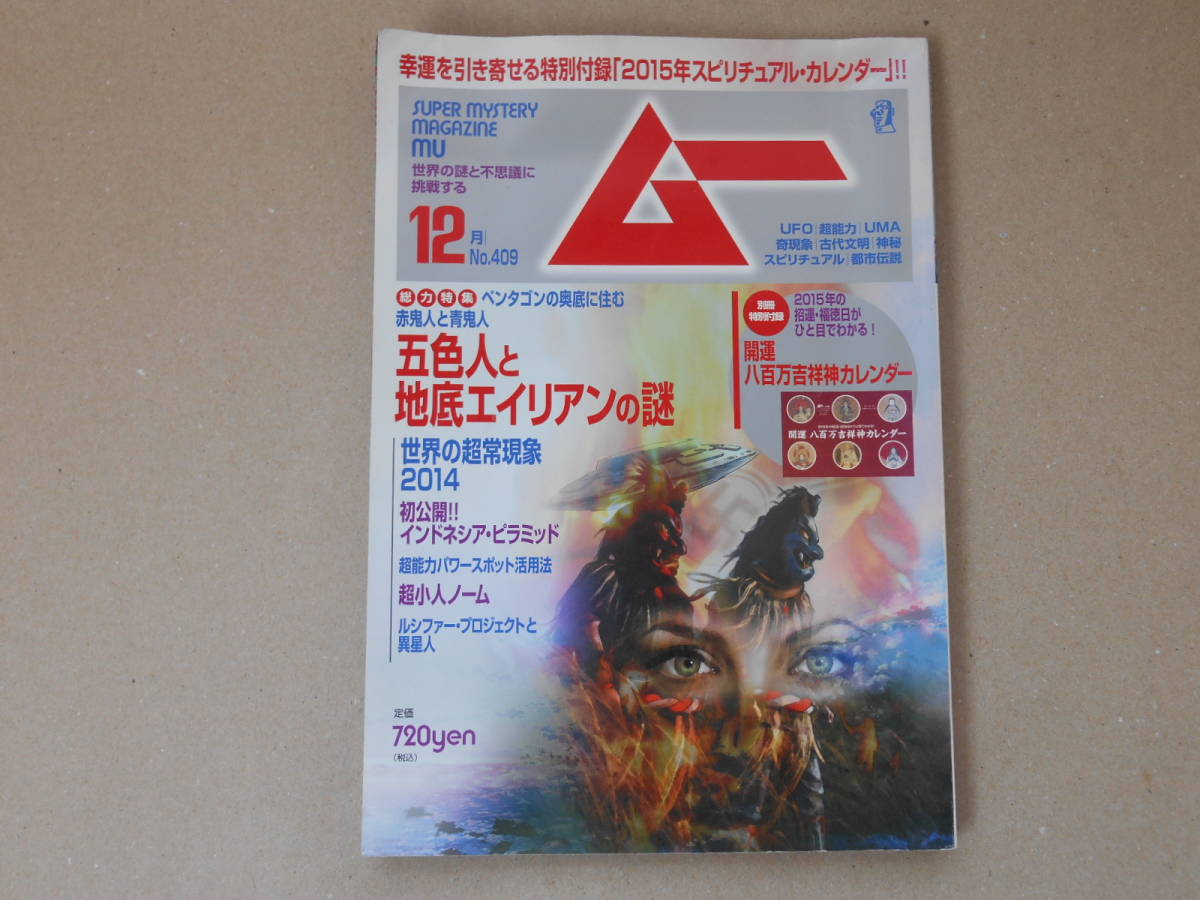 幸運を引き寄せる特別付録「2015年スピリチュアル・カレンダー」!!
SUPER MYSTERY
MAGAZINE
MU
世界の謎と不思議に
挑戦する
12月 No.409
ムー
UFO|超能力|UMA
奇現象|古代文明|神秘
スピリチュアル|都市伝説
総力特集 ペンタゴンの奥底に住む
赤鬼人と青鬼人
五色人と
地底エイリアンの謎
別冊
特別付録
2015年の
招運・福徳日が
ひと目でわかる!
開運
八百万吉祥神カレンダー
開運 八百万吉祥神カレンダー
世界の超常現象
2014
初公開!!
インドネシア・ピラミッド
超能力パワースポット活用法
超小人ノーム
ルシファー・プロジェクトと
異星人
定価
720yen
(税込)